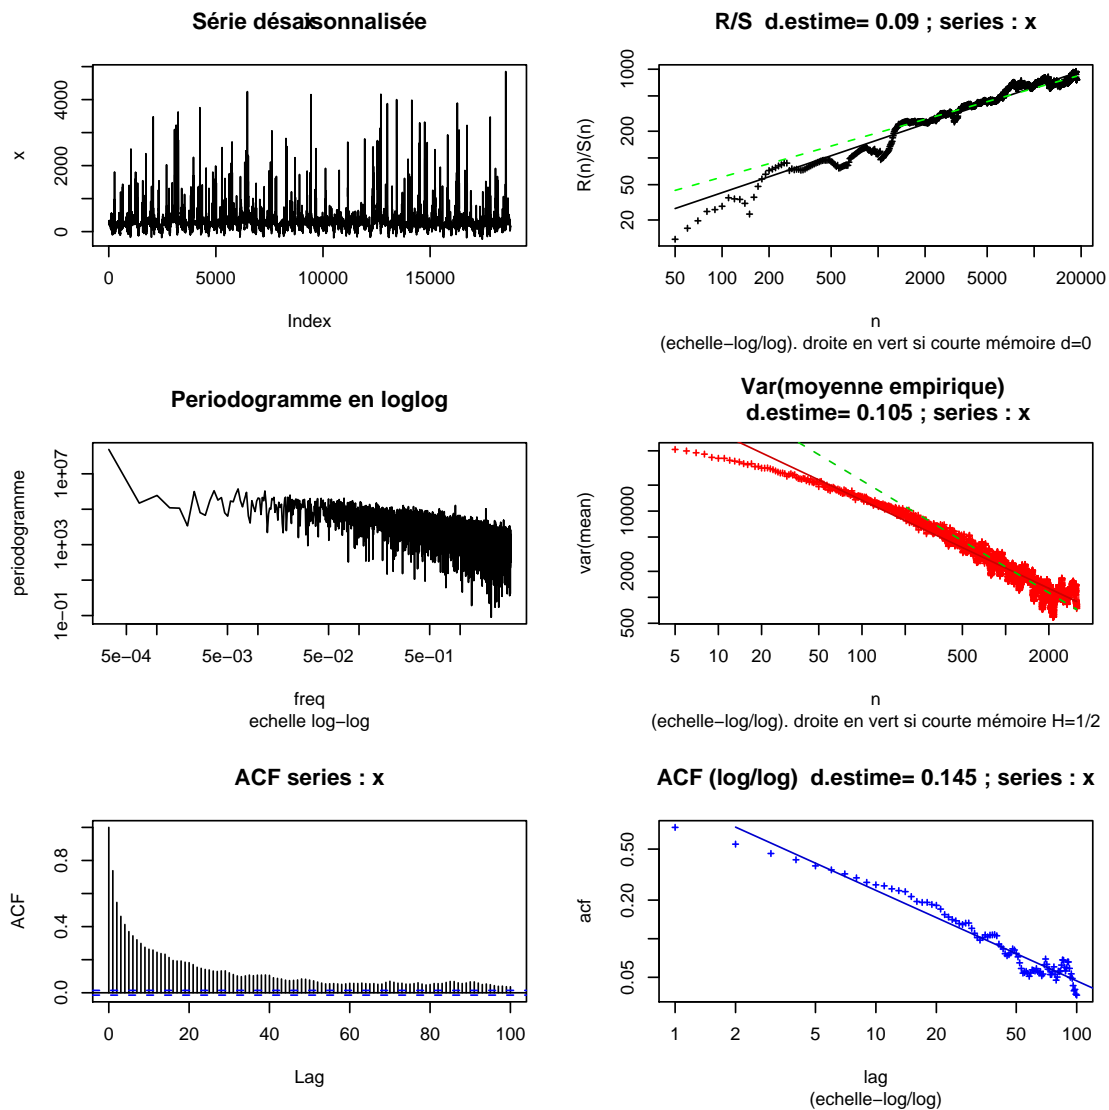 Série désaisonnalisée
x
x
0 2000 4000
0 5000 10000 15000
Index
R/S d.estime= 0.09 ; series : x
R(n)/S(n)
20 50 200 1000
50 100 200 500 2000 5000 20000
n
(echelle−log/log). droite en vert si courte mémoire d=0
Periodogramme en loglog
periodogramme
1e−01 1e+03 1e+07
5e−04 5e−03 5e−02 5e−01
freq
echelle log−log
Var(moyenne empirique)
d.estime= 0.105 ; series : x
var(mean)
500 2000 10000
5 10 20 50 100 500 2000
n
(echelle−log/log). droite en vert si courte mémoire H=1/2
ACF series : x
ACF
0.0 0.4 0.8
0 20 40 60 80 100
Lag
ACF (log/log) d.estime= 0.145 ; series : x
acf
0.05 0.20 0.50
1 2 5 10 20 50 100
lag
(echelle−log/log)